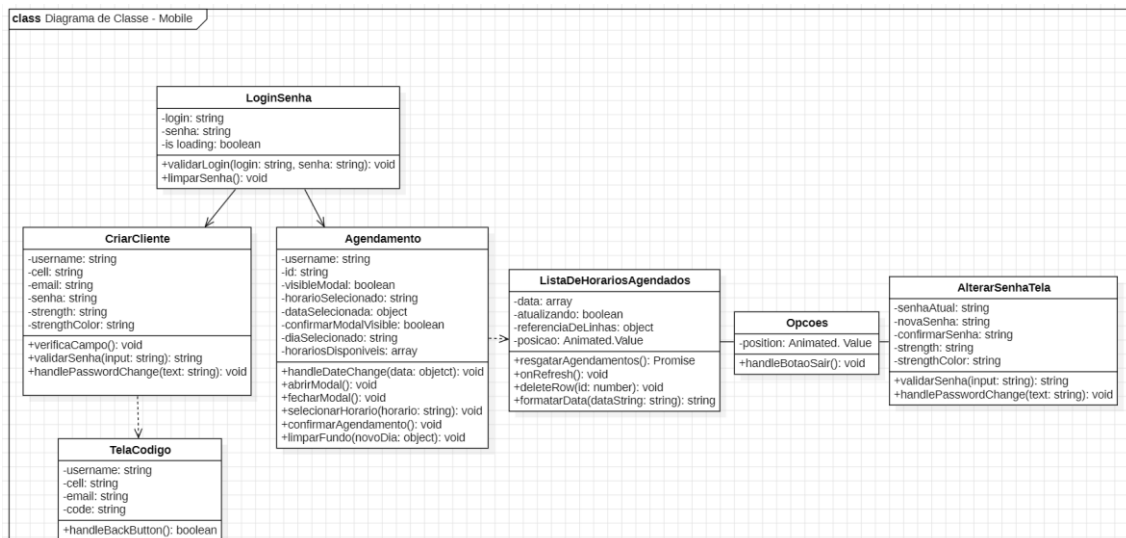 class Diagrama de Classe - Mobile
LoginSenha
-login: string
-senha: string
-is loading: boolean
+validarLogin(login: string, senha: string): void
+limparSenha(): void
CriarCliente
-username: string
-cell: string
-email: string
-senha: string
-strength: string
-strengthColor: string
+verificaCampo(): void
+validarSenha(input: string): string
+handlePasswordChange(text: string): void
Agendamento
-username: string
-id: string
-visibleModal: boolean
-horarioSelecionado: string
-dataSelecionada: object
-confirmarModalVisible: boolean
-diaSelecionado: string
-horariosDisponiveis: array
+handleDateChange(data: objetct): void
+abrirModal(): void
+fecharModal(): void
+selecionarHorario(horario: string): void
+confirmarAgendamento(): void
+limparFundo(novoDia: object): void
ListaDeHorariosAgendados
-data: array
-atualizando: boolean
-referenciaDeLinhas: object
-posicao: Animated.Value
+resgatarAgendamentos(): Promise
+onRefresh(): void
+deleteRow(id: number): void
+formatarData(dataString: string): string
Opcoes
-position: Animated. Value
+handleBotaoSair(): void
AlterarSenhaTela
-senhaAtual: string
-novaSenha: string
-confirmarSenha: string
-strength: string
-strengthColor: string
+validarSenha(input: string): string
+handlePasswordChange(text: string): void
TelaCodigo
-username: string
-cell: string
-email: string
-code: string
+handleBackButton(): boolean